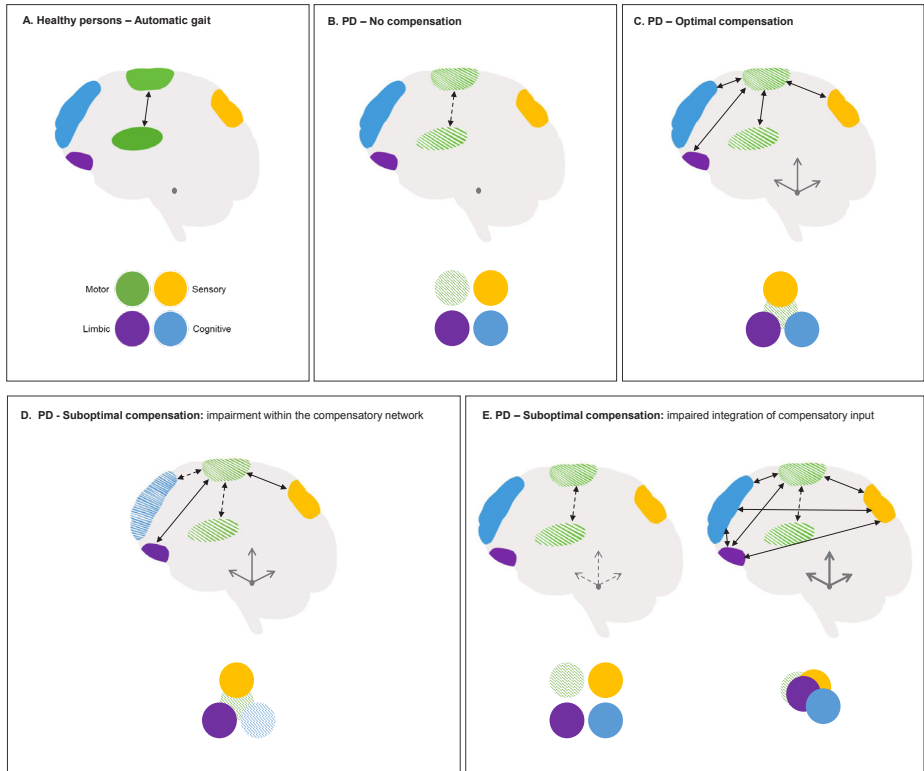 A. Healthy persons – Automatic gait
Motor
Sensory
Limbic
Cognitive
B. PD – No compensation
C. PD – Optimal compensation
D. PD - Suboptimal compensation: impairment within the compensatory network
E. PD – Suboptimal compensation: impaired integration of compensatory input